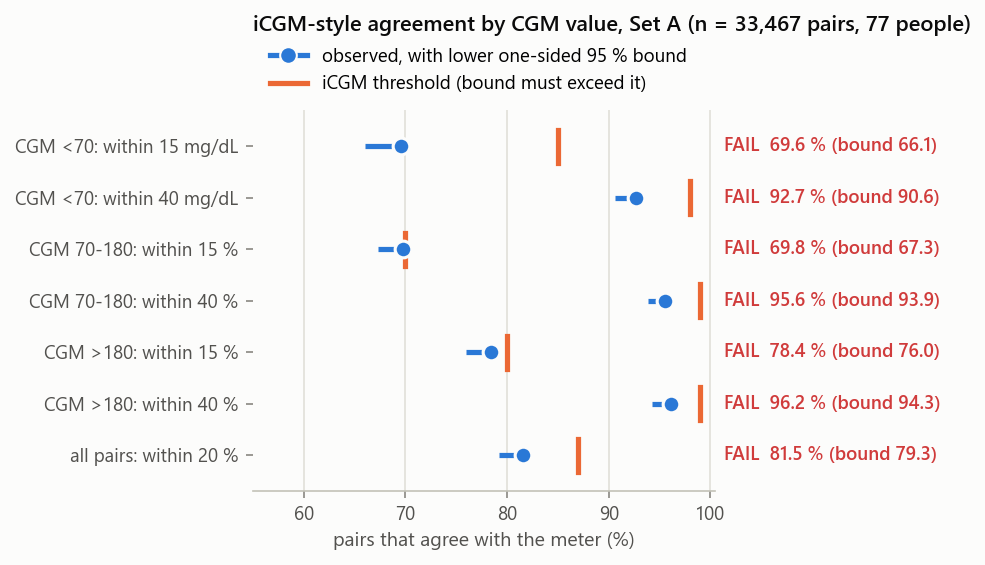 iCGM-style agreement by CGM value, Set A (n = 33,467 pairs, 77 people)
observed, with lower one-sided 95 % bound
iCGM threshold (bound must exceed it)
CGM <70: within 15 mg/dL FAIL 69.6 % (bound 66.1)
CGM <70: within 40 mg/dL FAIL 92.7 % (bound 90.6)
CGM 70-180: within 15 % FAIL 69.8 % (bound 67.3)
CGM 70-180: within 40 % FAIL 95.6 % (bound 93.9)
CGM >180: within 15 % FAIL 78.4 % (bound 76.0)
CGM >180: within 40 % FAIL 96.2 % (bound 94.3)
all pairs: within 20 % FAIL 81.5 % (bound 79.3)
60 70 80 90 100
pairs that agree with the meter (%)